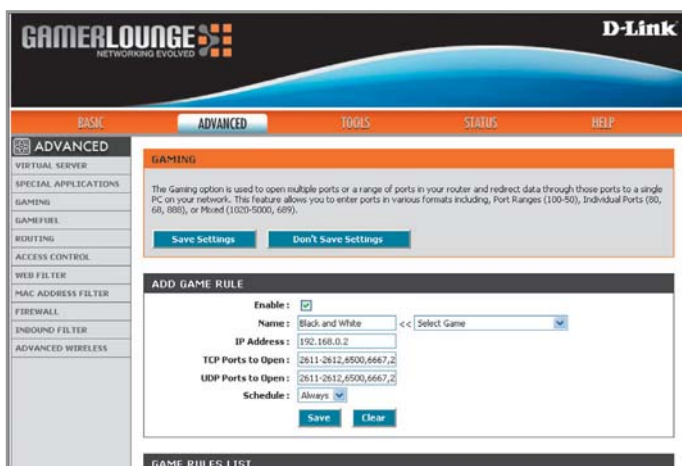 GAMERLOUNGE
NETWORKING EVOLVED
D-Link
BASIC ADVANCED TOOLS STATUS HELP
ADVANCED
VIRTUAL SERVER
SPECIAL APPLICATIONS
GAMING
GAMEFUEL
ROUTING
ACCESS CONTROL
WEB FILTER
MAC ADDRESS FILTER
FIREWALL
INBOUND FILTER
ADVANCED WIRELESS
GAMING
The Gaming option is used to open multiple ports or a range of ports in your router and redirect data through those ports to a single
PC on your network. This feature allows you to enter ports in various formats including, Port Ranges (100-50), Individual Ports (80,
68, 888), or Mixed (1020-5000, 689).
Save Settings Don't Save Settings
ADD GAME RULE
Enable :
Name : Black and White << Select Game
IP Address : 192.168.0.2
TCP Ports to Open : 2611-2612,6500,6667,2
UDP Ports to Open : 2611-2612,6500,6667,2
Schedule : Always
Save Clear
GAME RULES LIST